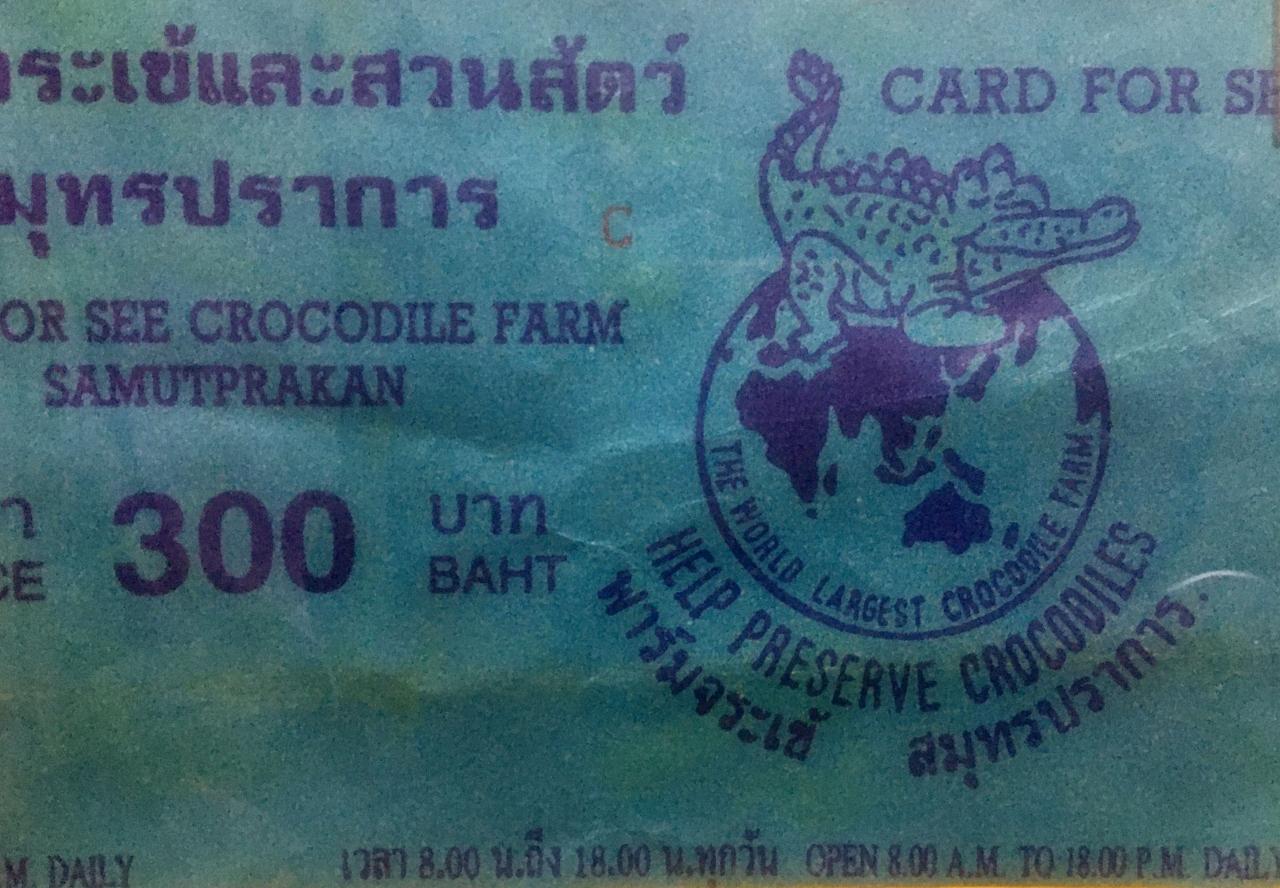 จระเข้และสวนสัตว์
สมุทรปราการ
C
OR SEE CROCODILE FARM
SAMUTPRAKAN
300 บาท
BAHT
CARD FOR SE
THE WORLD LARGEST CROCODILE FARM
HELP PRESERVE CROCODILES
ฟาร์มจระเข้ สมุทรปราการ.
M. DAILY
เวลา 8.00 น.ถึง 18.00 น.ทุกวัน OPEN 8.00 A.M. TO 18.00 P.M. DAILY